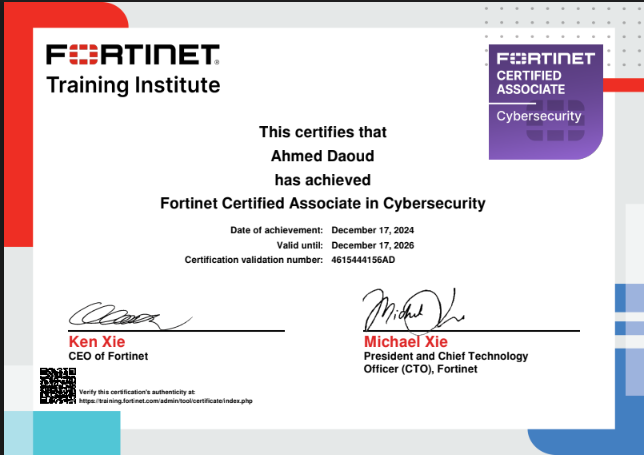 FORTINET
Training Institute
FORTINET
CERTIFIED
ASSOCIATE
Cybersecurity
This certifies that
Ahmed Daoud
has achieved
Fortinet Certified Associate in Cybersecurity
Date of achievement: December 17, 2024
Valid until: December 17, 2026
Certification validation number: 4615444156AD
Ken Xie
CEO of Fortinet
Michael Xie
President and Chief Technology
Officer (CTO), Fortinet
Verify this certification's authenticity at:
https://training.fortinet.com/admin/tool/certificate/index.php